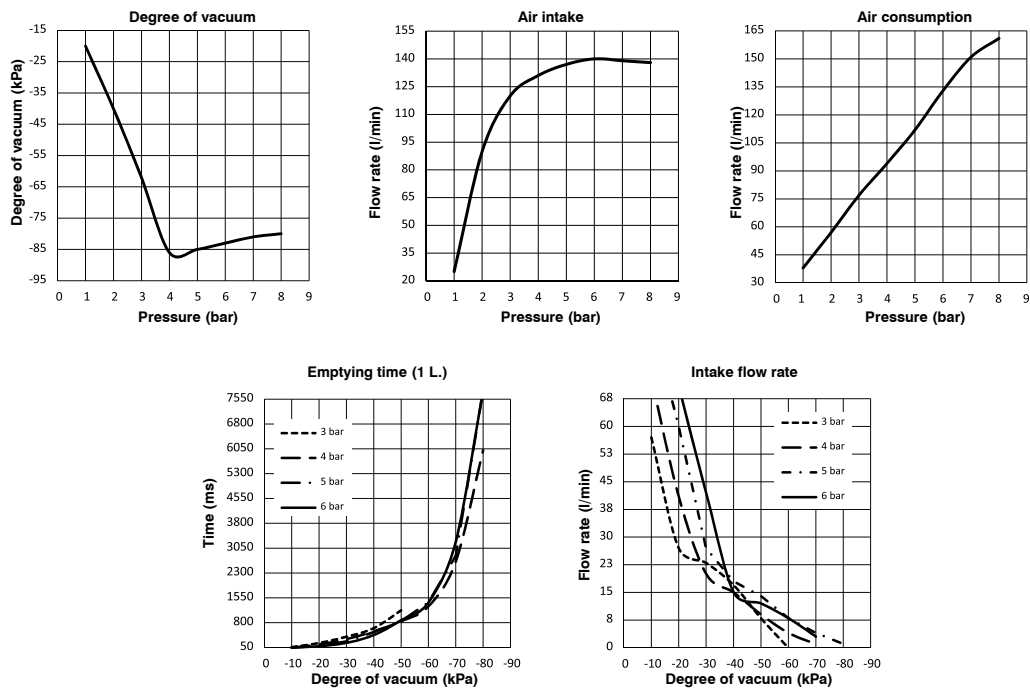 Degree of vacuum
Degree of vacuum (kPa)
-15
-25
-35
-45
-55
-65
-75
-85
-95
0 1 2 3 4 5 6 7 8 9
Pressure (bar)
Air intake
Flow rate (l/min)
155
140
125
110
95
80
65
50
35
20
0 1 2 3 4 5 6 7 8 9
Pressure (bar)
Air consumption
Flow rate (l/min)
165
150
135
120
105
90
75
60
45
30
0 1 2 3 4 5 6 7 8 9
Pressure (bar)
Emptying time (1 L.)
Time (ms)
7550
6800
6050
5300
4550
3800
3050
2300
1550
800
50
3 bar
4 bar
5 bar
6 bar
0 -10 -20 -30 -40 -50 -60 -70 -80 -90
Degree of vacuum (kPa)
Intake flow rate
Flow rate (l/min)
68
60
53
45
38
30
23
15
8
0
3 bar
4 bar
5 bar
6 bar
0 -10 -20 -30 -40 -50 -60 -70 -80 -90
Degree of vacuum (kPa)